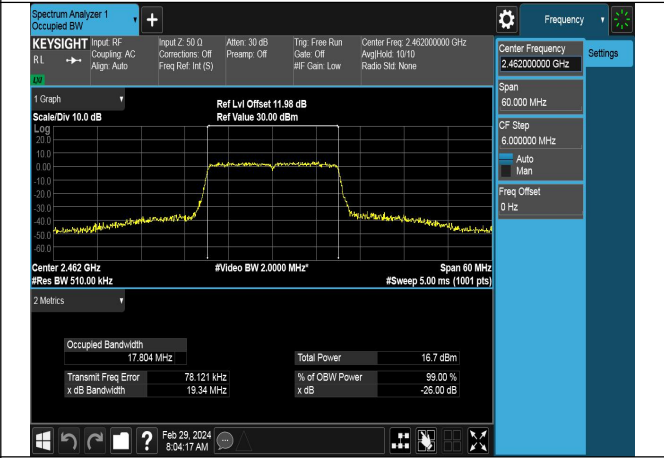 Spectrum Analyzer 1
Occupied BW
+
Frequency
KEYSIGHT
RL
Input: RF
Coupling: AC
Align: Auto
Input Z: 50 Ω
Corrections: Off
Freq Ref: Int (S)
Atten: 30 dB
Preamp: Off
Trig: Free Run
Gate: Off
#IF Gain: Low
Center Freq: 2.462000000 GHz
Avg|Hold: 10/10
Radio Std: None
Center Frequency
2.462000000 GHz
Settings
Span
60.000 MHz
CF Step
6.000000 MHz
Auto
Man
Freq Offset
0 Hz
1 Graph
Scale/Div 10.0 dB
Ref Lvl Offset 11.98 dB
Ref Value 30.00 dBm
Log
20.0
10.0
0.00
-10.0
-20.0
-30.0
-40.0
-50.0
-60.0
Center 2.462 GHz
#Video BW 2.0000 MHz*
Span 60 MHz
#Res BW 510.00 kHz
#Sweep 5.00 ms (1001 pts)
2 Metrics
Occupied Bandwidth
17.804 MHz
Total Power 16.7 dBm
Transmit Freq Error 78.121 kHz
% of OBW Power 99.00 %
x dB Bandwidth 19.34 MHz
x dB -26.00 dB
?
Feb 29, 2024
8:04:17 AM